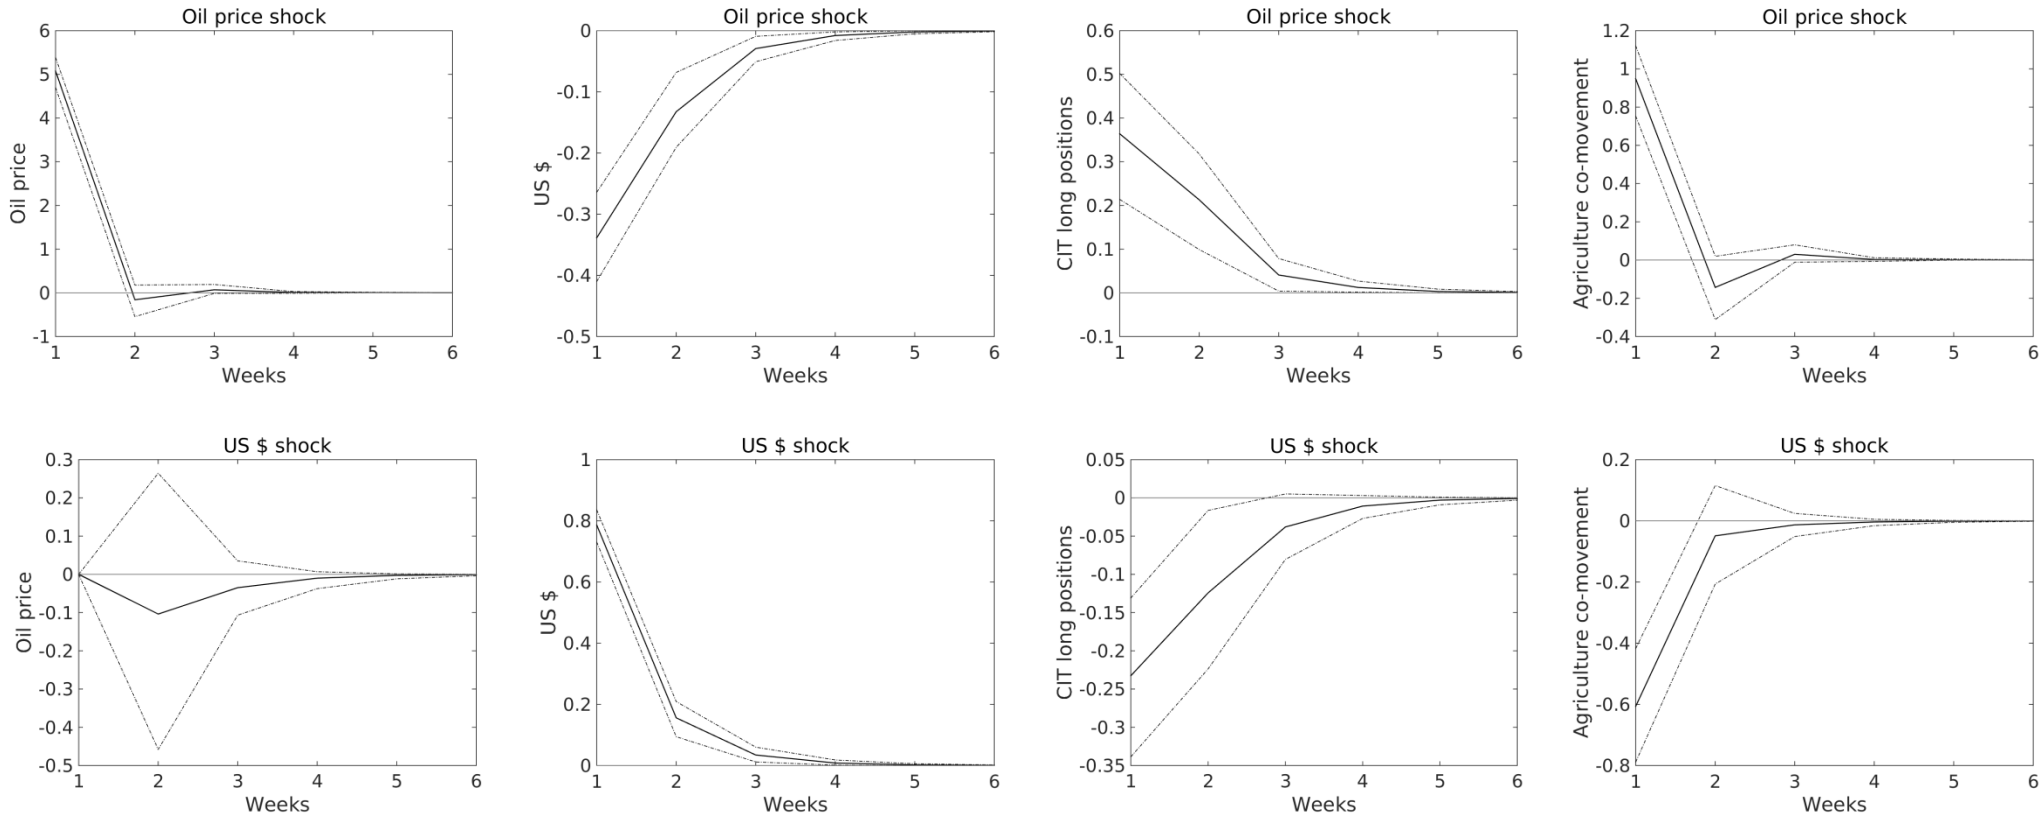 Oil price shock
Oil price
6
5
4
3
2
1
0
-1
1 2 3 4 5 6
Weeks
Oil price shock
US $
0
-0.1
-0.2
-0.3
-0.4
-0.5
1 2 3 4 5 6
Weeks
Oil price shock
CIT long positions
0.6
0.5
0.4
0.3
0.2
0.1
0
-0.1
1 2 3 4 5 6
Weeks
Oil price shock
Agriculture co-movement
1.2
1
0.8
0.6
0.4
0.2
0
-0.2
-0.4
1 2 3 4 5 6
Weeks
US $ shock
Oil price
0.3
0.2
0.1
0
-0.1
-0.2
-0.3
-0.4
-0.5
1 2 3 4 5 6
Weeks
US $ shock
US $
1
0.8
0.6
0.4
0.2
0
1 2 3 4 5 6
Weeks
US $ shock
CIT long positions
0.05
0
-0.05
-0.1
-0.15
-0.2
-0.25
-0.3
-0.35
1 2 3 4 5 6
Weeks
US $ shock
Agriculture co-movement
0.2
0
-0.2
-0.4
-0.6
-0.8
1 2 3 4 5 6
Weeks